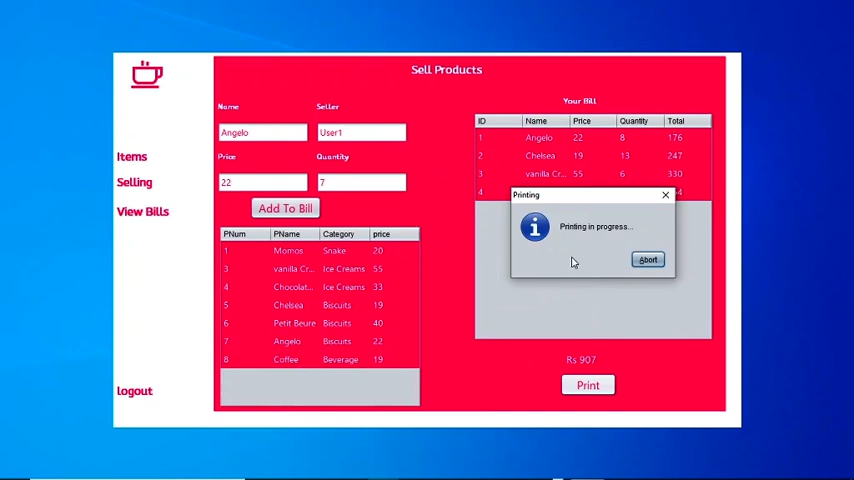 Sell Products
Name Seller
Angelo User1
Price Quantity
22 7
Add To Bill
Items
Selling
View Bills
logout
PNum PName Category price
1 Momos Snake 20
3 vanilla Cr... Ice Creams 55
4 Chocolat... Ice Creams 33
5 Chelsea Biscuits 19
6 Petit Beure Biscuits 40
7 Angelo Biscuits 22
8 Coffee Beverage 19
Your Bill
ID Name Price Quantity Total
1 Angelo 22 8 176
2 Chelsea 19 13 247
3 vanilla Cr... 55 6 330
4
Printing
Printing in progress...
Abort
Rs 907
Print